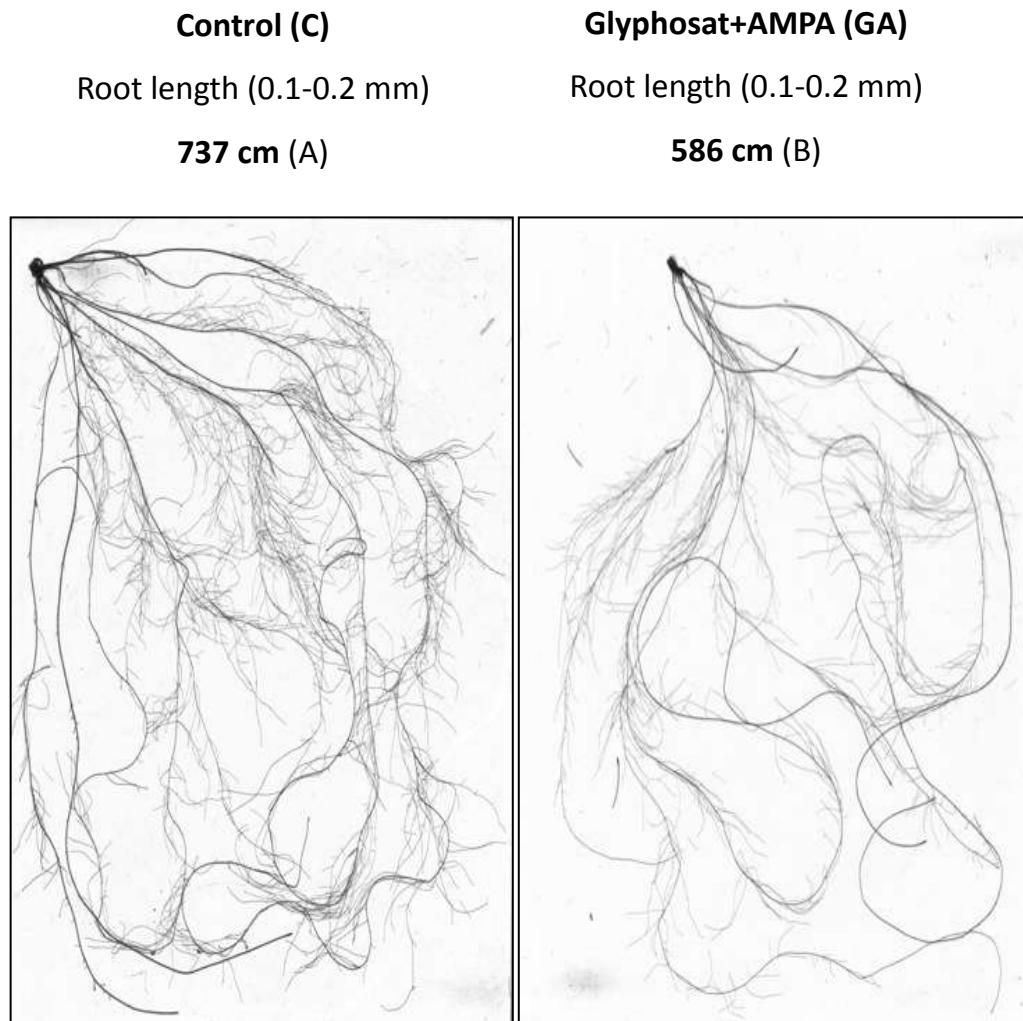 Control (C)
Root length (0.1-0.2 mm)
737 cm (A)
Glyphosat+AMPA (GA)
Root length (0.1-0.2 mm)
586 cm (B)